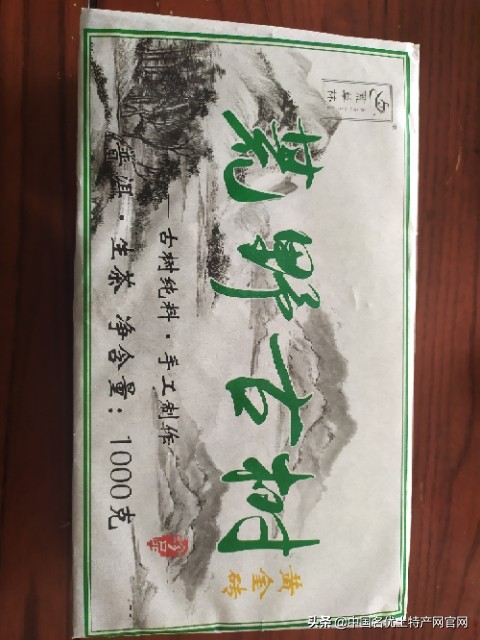 荒野古树
黄金砖
——古树纯料·手工制作
普洱·生茶 净含量：1000克
头条@中国名优土特产网官网